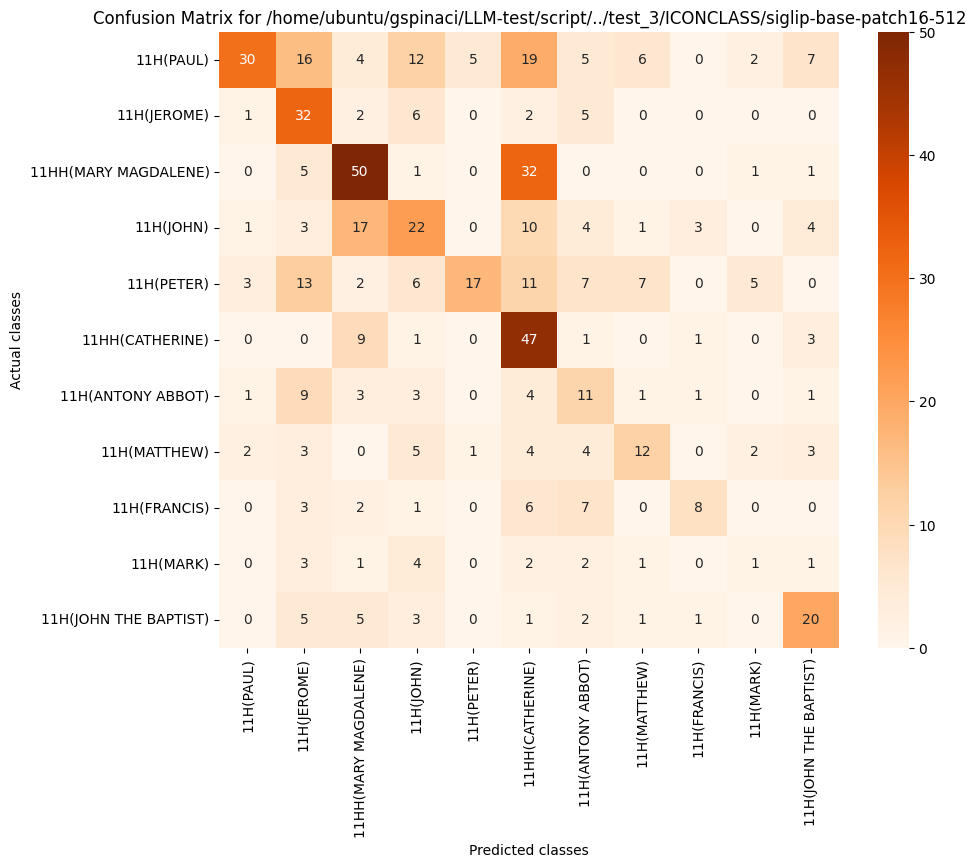 Confusion Matrix for /home/ubuntu/gspinaci/LLM-test/script/../test_3/ICONCLASS/siglip-base-patch16-512
Actual classes
11H(PAUL) 30 16 4 12 5 19 5 6 0 2 7
11H(JEROME) 1 32 2 6 0 2 5 0 0 0 0
11HH(MARY MAGDALENE) 0 5 50 1 0 32 0 0 0 1 1
11H(JOHN) 1 3 17 22 0 10 4 1 3 0 4
11H(PETER) 3 13 2 6 17 11 7 7 0 5 0
11HH(CATHERINE) 0 0 9 1 0 47 1 0 1 0 3
11H(ANTONY ABBOT) 1 9 3 3 0 4 11 1 1 0 1
11H(MATTHEW) 2 3 0 5 1 4 4 12 0 2 3
11H(FRANCIS) 0 3 2 1 0 6 7 0 8 0 0
11H(MARK) 0 3 1 4 0 2 2 1 0 1 1
11H(JOHN THE BAPTIST) 0 5 5 3 0 1 2 1 1 0 20
11H(PAUL)
11H(JEROME)
11HH(MARY MAGDALENE)
11H(JOHN)
11H(PETER)
11HH(CATHERINE)
11H(ANTONY ABBOT)
11H(MATTHEW)
11H(FRANCIS)
11H(MARK)
11H(JOHN THE BAPTIST)
Predicted classes
50
40
30
20
10
0